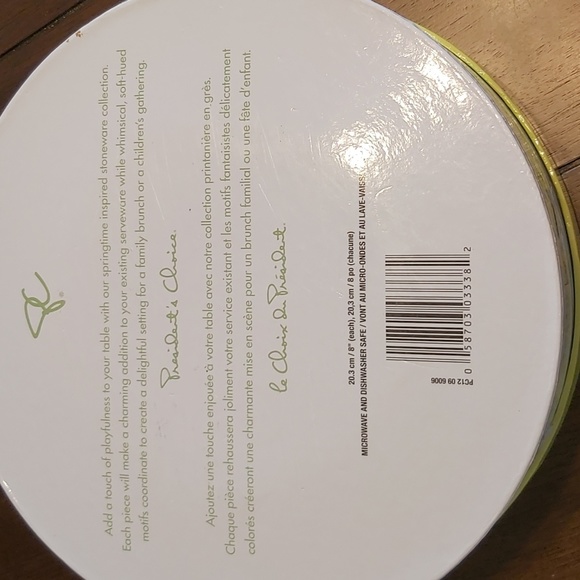 PC®
Add a touch of playfulness to your table with our springtime inspired stoneware collection.
Each piece will make a charming addition to your existing serveware while whimsical, soft-hued
motifs coordinate to create a delightful setting for a family brunch or a children's gathering.
President's Choice.
Ajoutez une touche enjouée à votre table avec notre collection printanière en grès.
Chaque pièce rehaussera joliment votre service existant et les motifs fantaisistes délicatement
colorés créeront une charmante mise en scène pour un brunch familial ou une fête d'enfant.
le Choix du Président.
20.3 cm / 8" (each), 20,3 cm / 8 po (chacune)
MICROWAVE AND DISHWASHER SAFE / VONT AU MICRO-ONDES ET AU LAVE-VAISS
0 58703 03338 2
PC12 09 6006